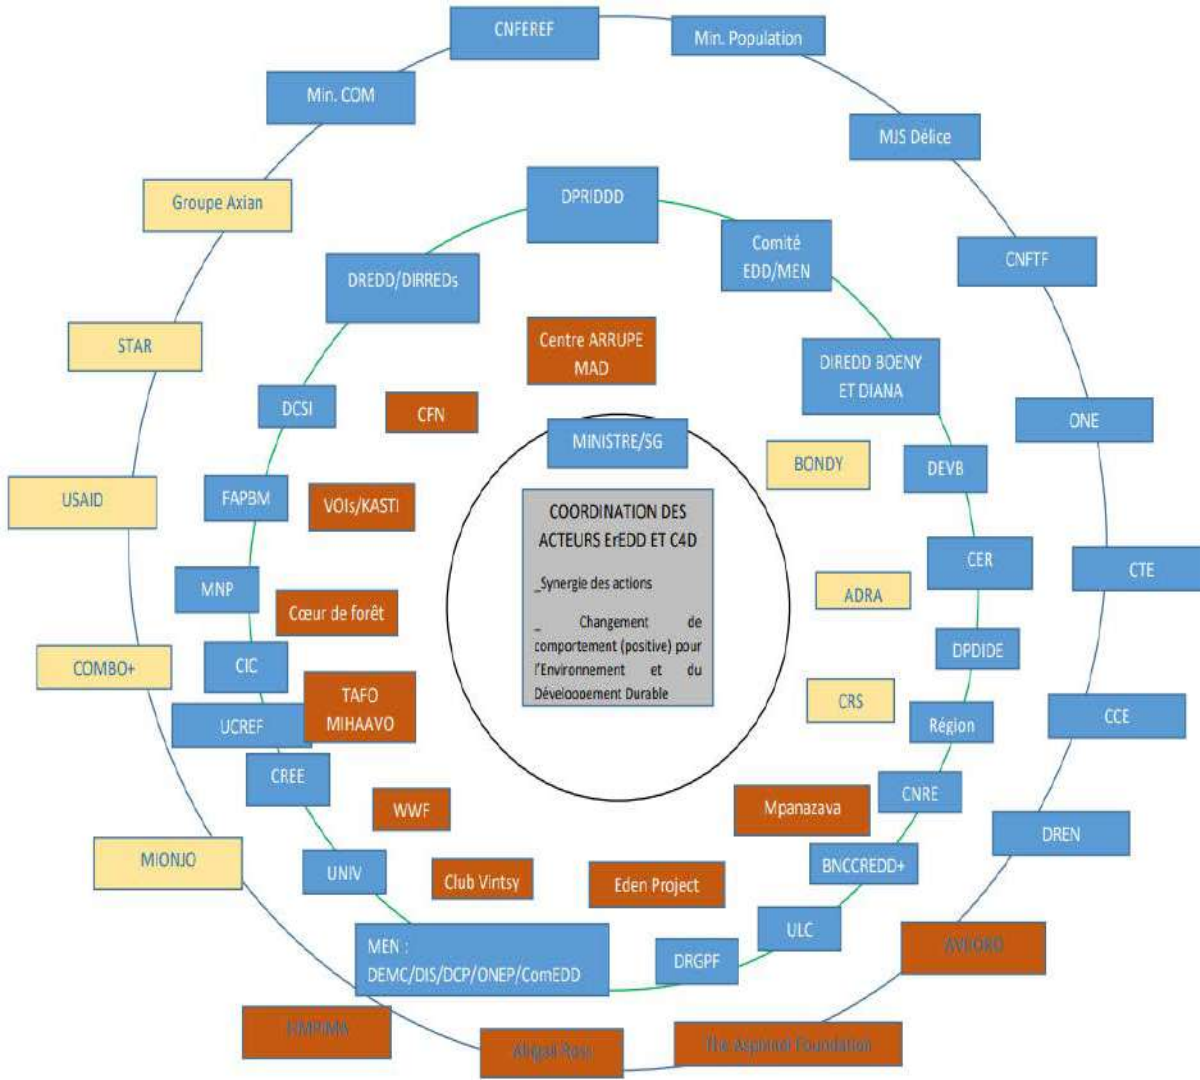 CNFEREF
Min. Population
Min. COM
MJS Délice
Groupe Axian
DPRIDDD
Comité
EDD/MEN
CNFTF
DREDD/DIRREDs
STAR
Centre ARRUPE
MAD
DIREDD BOENY
ET DIANA
DCSI
CFN
ONE
MINISTRE/SG
BONDY
DEVB
USAID
FAPBM
VOIs/KASTI
COORDINATION DES
ACTEURS ErEDD ET C4D
_Synergie des actions
_ Changement de
comportement (positive) pour
l'Environnement et du
Développement Durable
CER
CTE
MNP
Cœur de forêt
ADRA
COMBO+
CIC
DPDIDE
TAFO
MIHAAVO
CRS
CCE
UCREF
Région
CREE
CNRE
WWF
Mpanazava
DREN
MIONJO
UNIV
Club Vintsy
Eden Project
BNCCREDD+
ULC
MEN :
DEMC/DIS/DCP/ONEP/ComEDD
DRGPF
Abigail Ross
The Aspinall Foundation